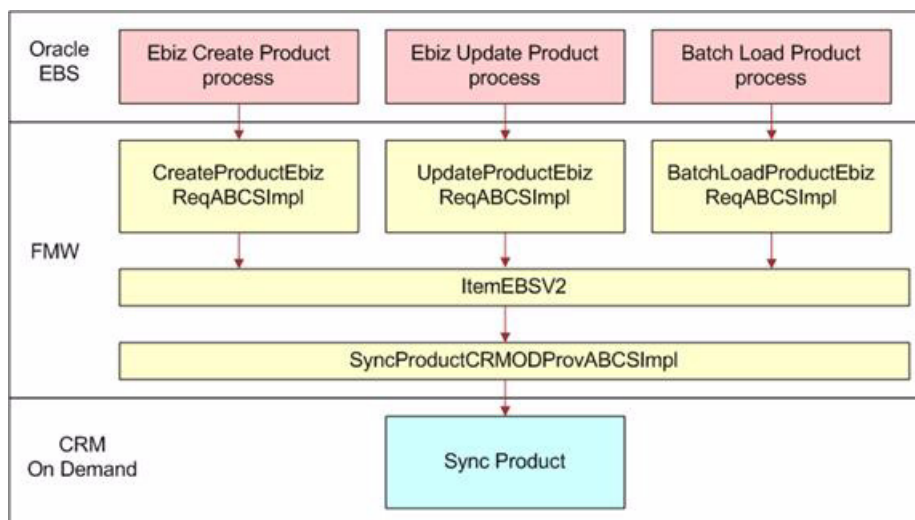 Oracle
EBS
Ebiz Create Product
process
Ebiz Update Product
process
Batch Load Product
process
FMW
CreateProductEbiz
ReqABCSImpl
UpdateProductEbiz
ReqABCSImpl
BatchLoadProductEbiz
ReqABCSImpl
ItemEBSV2
SyncProductCRMODProvABCSImpl
CRM
On Demand
Sync Product